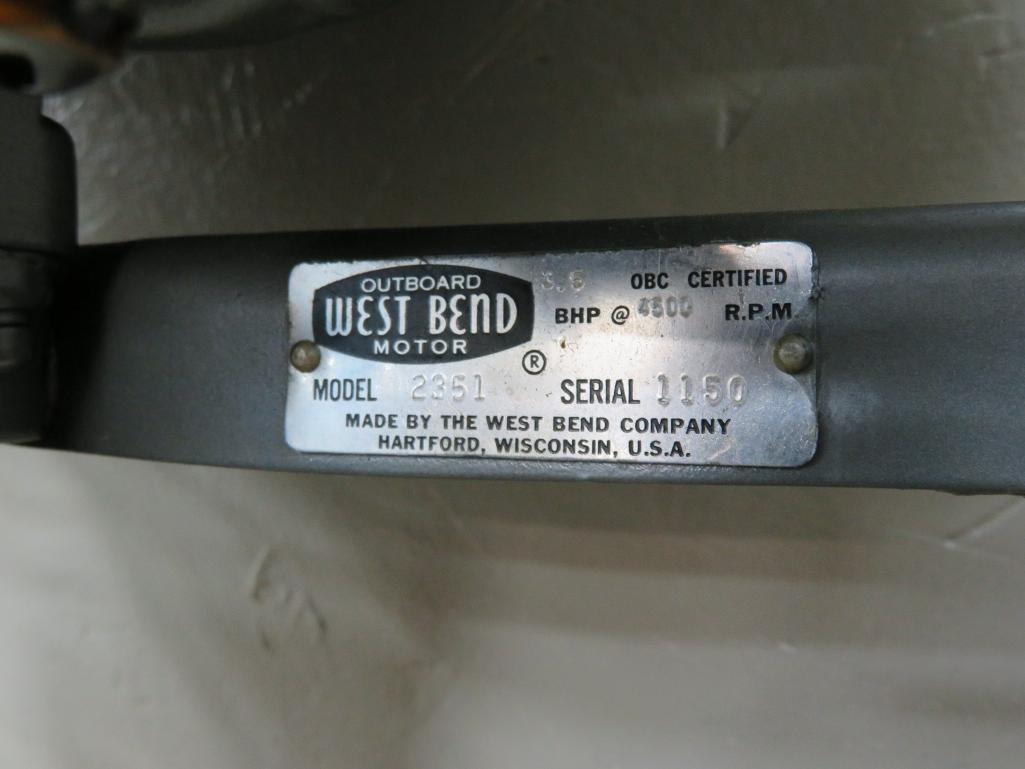 OUTBOARD
WEST BEND
MOTOR
®
3.5 OBC CERTIFIED
BHP @ 4500 R.P.M
MODEL 2351 SERIAL 1150
MADE BY THE WEST BEND COMPANY
HARTFORD, WISCONSIN, U.S.A.